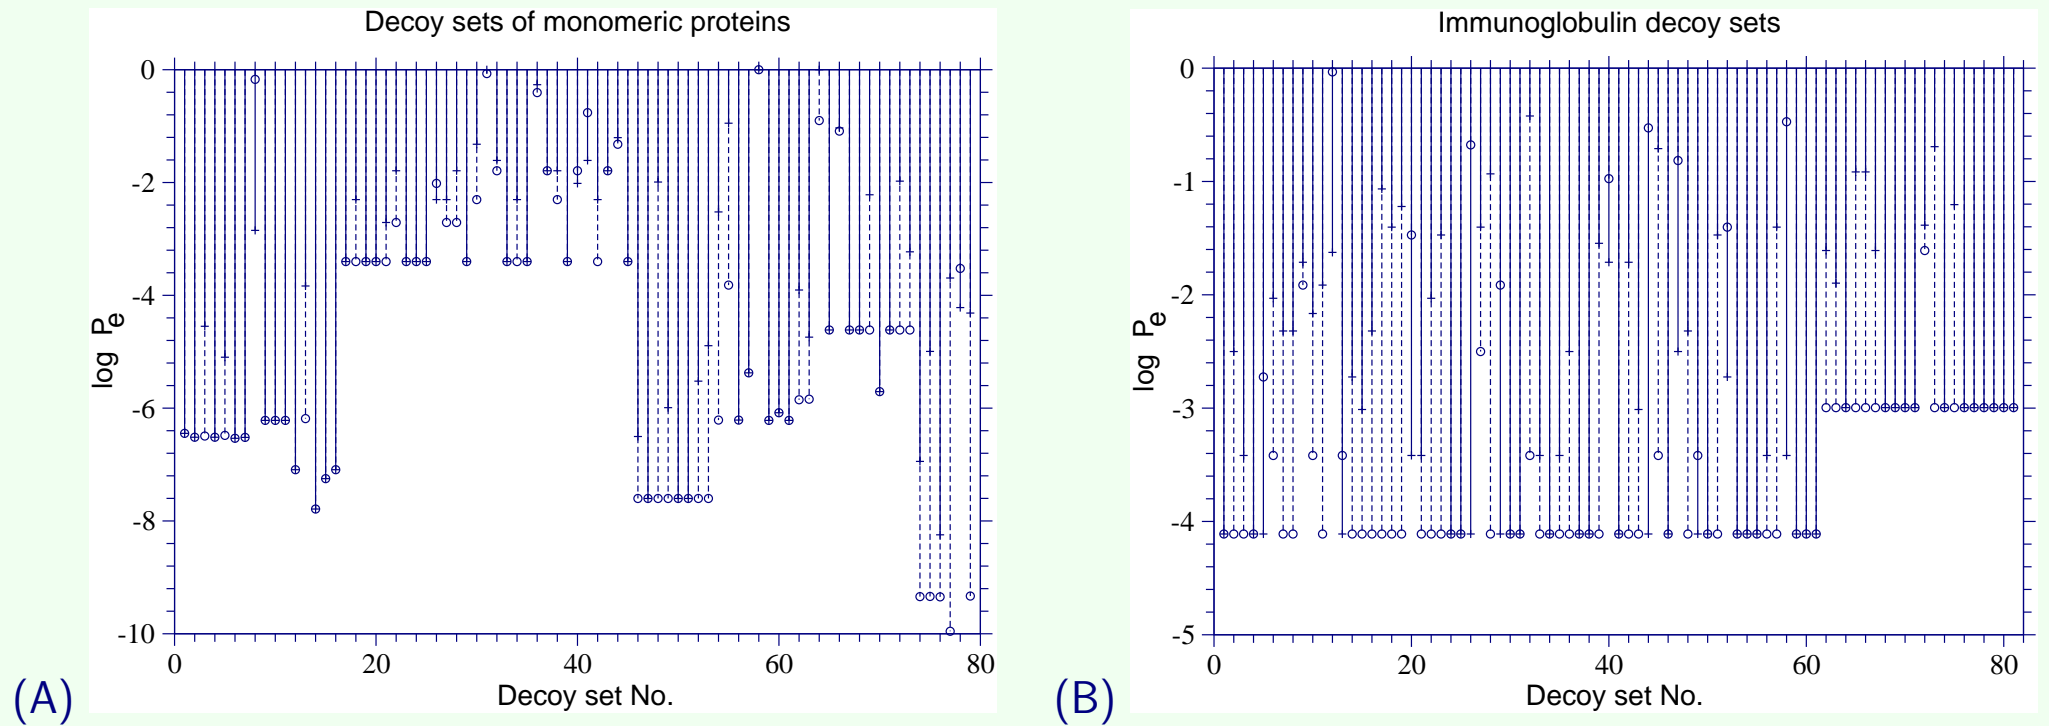 Decoy sets of monomeric proteins
0
-2
-4
-6
-8
-10
log Pe
0 20 40 60 80
Decoy set No.
(A)
Immunoglobulin decoy sets
0
-1
-2
-3
-4
-5
log Pe
0 20 40 60 80
Decoy set No.
(B)